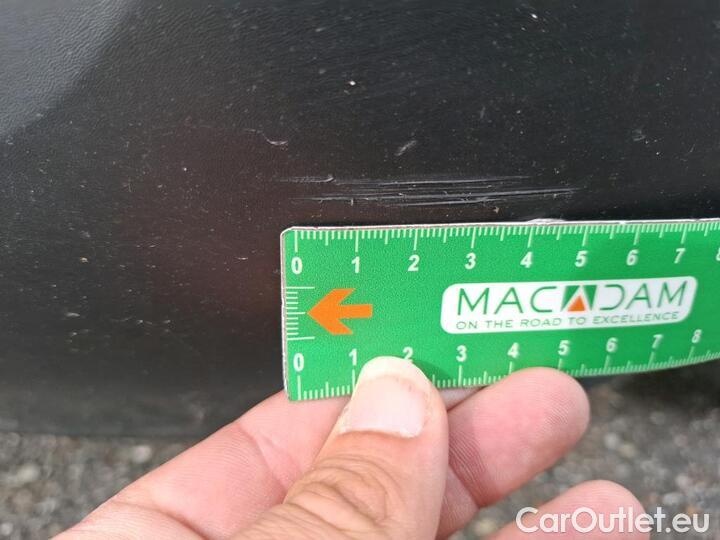 0 1 2 3 4 5 6 7 8
MACADAM
ON THE ROAD TO EXCELLENCE
0 1 2 3 4 5 6 7 8
CarOutlet.eu